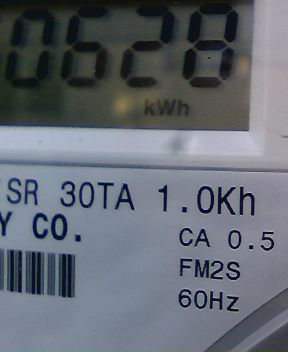 0628
kWh
SR 30TA 1.0Kh
Y CO.
CA 0.5
FM2S
60Hz